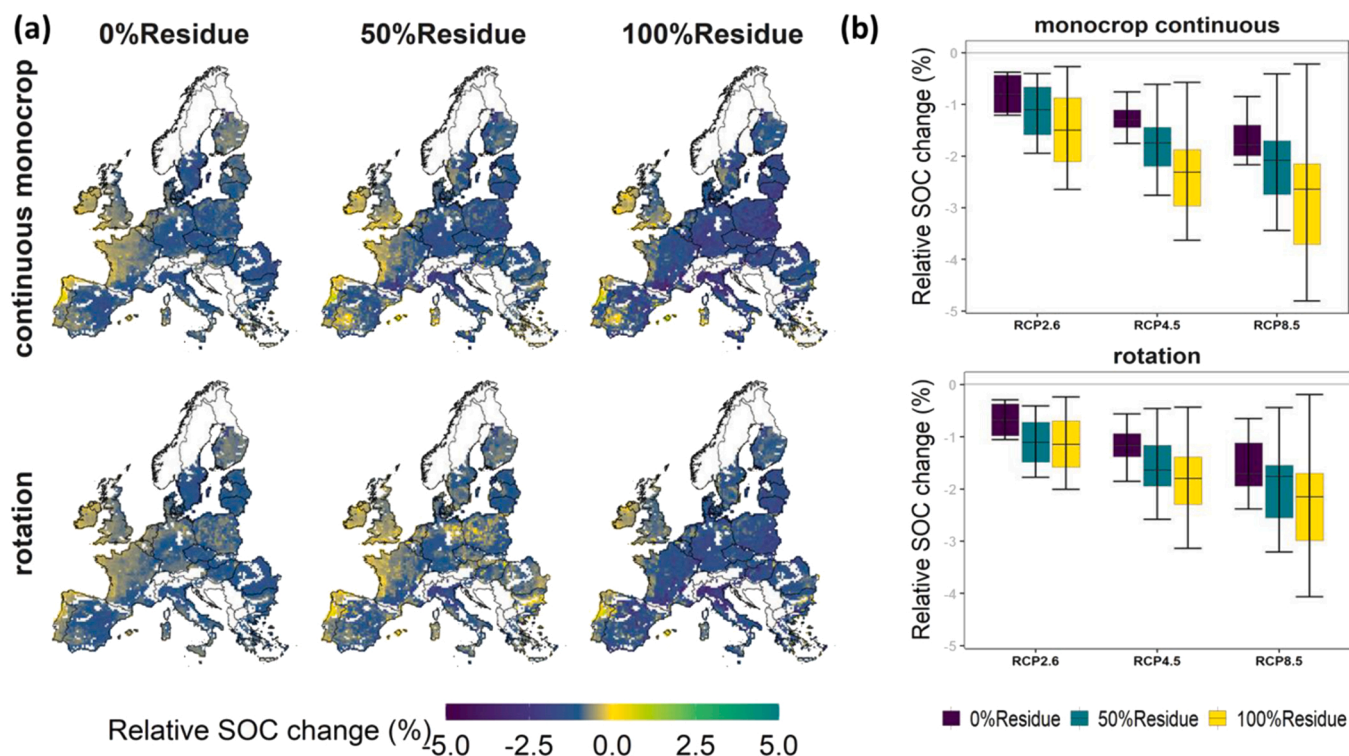 (a)
0%Residue 50%Residue 100%Residue
continuous monocrop
rotation
Relative SOC change (%)
-5.0 -2.5 0.0 2.5 5.0
(b)
monocrop continuous
Relative SOC change (%)
0
-1
-2
-3
-4
-5
RCP2.6 RCP4.5 RCP8.5
rotation
Relative SOC change (%)
0
-1
-2
-3
-4
-5
RCP2.6 RCP4.5 RCP8.5
0%Residue 50%Residue 100%Residue